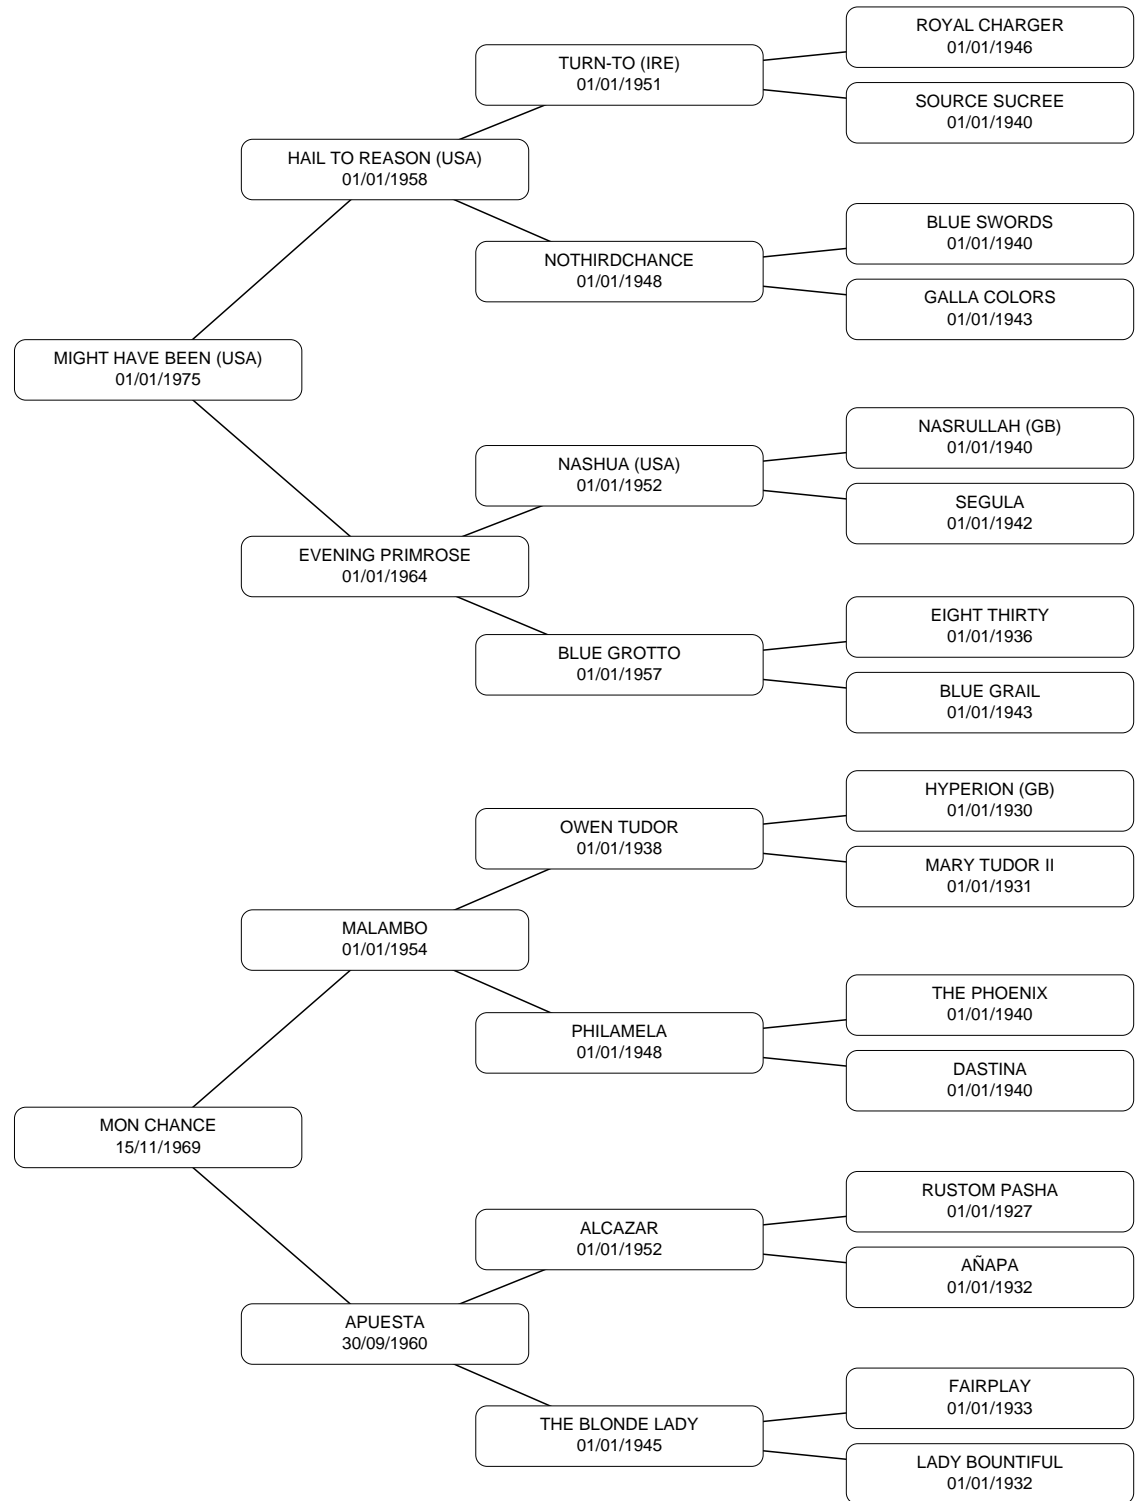 ROYAL CHARGER
01/01/1946
TURN-TO (IRE)
01/01/1951
SOURCE SUCREE
01/01/1940
HAIL TO REASON (USA)
01/01/1958
BLUE SWORDS
01/01/1940
NOTHIRDCHANCE
01/01/1948
GALLA COLORS
01/01/1943
MIGHT HAVE BEEN (USA)
01/01/1975
NASRULLAH (GB)
01/01/1940
NASHUA (USA)
01/01/1952
SEGULA
01/01/1942
EVENING PRIMROSE
01/01/1964
EIGHT THIRTY
01/01/1936
BLUE GROTTO
01/01/1957
BLUE GRAIL
01/01/1943
HYPERION (GB)
01/01/1930
OWEN TUDOR
01/01/1938
MARY TUDOR II
01/01/1931
MALAMBO
01/01/1954
THE PHOENIX
01/01/1940
PHILAMELA
01/01/1948
DASTINA
01/01/1940
MON CHANCE
15/11/1969
RUSTOM PASHA
01/01/1927
ALCAZAR
01/01/1952
AÑAPA
01/01/1932
APUESTA
30/09/1960
FAIRPLAY
01/01/1933
THE BLONDE LADY
01/01/1945
LADY BOUNTIFUL
01/01/1932